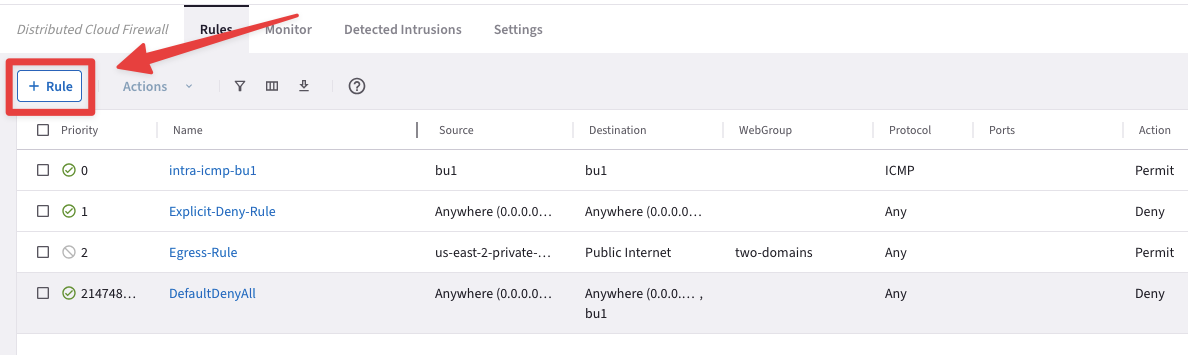 Distributed Cloud Firewall Rules Monitor Detected Intrusions Settings
+ Rule Actions
Priority Name Source Destination WebGroup Protocol Ports Action
0 intra-icmp-bu1 bu1 bu1 ICMP Permit
1 Explicit-Deny-Rule Anywhere (0.0.0.0… Anywhere (0.0.0.0… Any Deny
2 Egress-Rule us-east-2-private-… Public Internet two-domains Any Permit
214748… DefaultDenyAll Anywhere (0.0.0.0… Anywhere (0.0.0.… , Any Deny
bu1